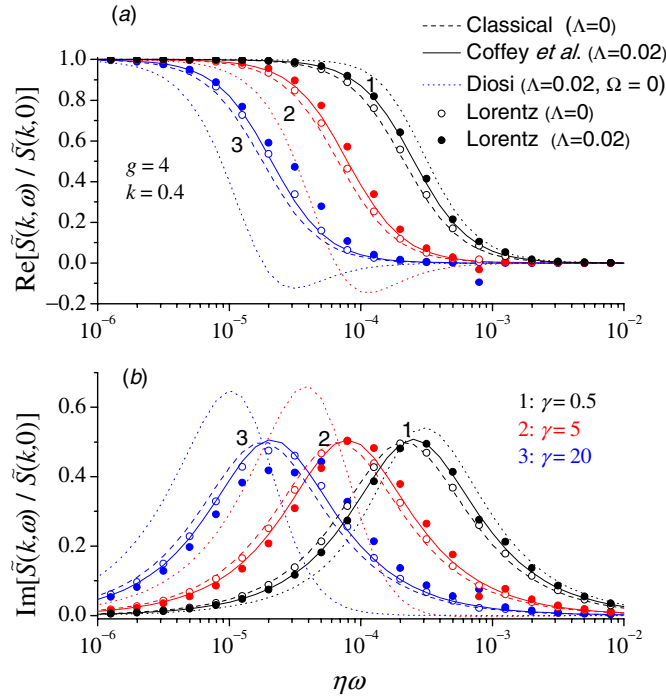 (a)
Classical (Λ=0)
Coffey et al. (Λ=0.02)
Diosi (Λ=0.02, Ω = 0)
Lorentz (Λ=0)
Lorentz (Λ=0.02)
1.0
0.8
0.6
0.4
0.2
0.0
−0.2
Re[S̃(k,ω) / S̃(k,0)]
1
2
3
g = 4
k = 0.4
10⁻⁶
10⁻⁵
10⁻⁴
10⁻³
10⁻²
(b)
1: γ = 0.5
2: γ = 5
3: γ = 20
3
2
1
0.6
0.4
0.2
0.0
Im[S̃(k,ω) / S̃(k,0)]
10⁻⁶
10⁻⁵
10⁻⁴
10⁻³
10⁻²
ηω